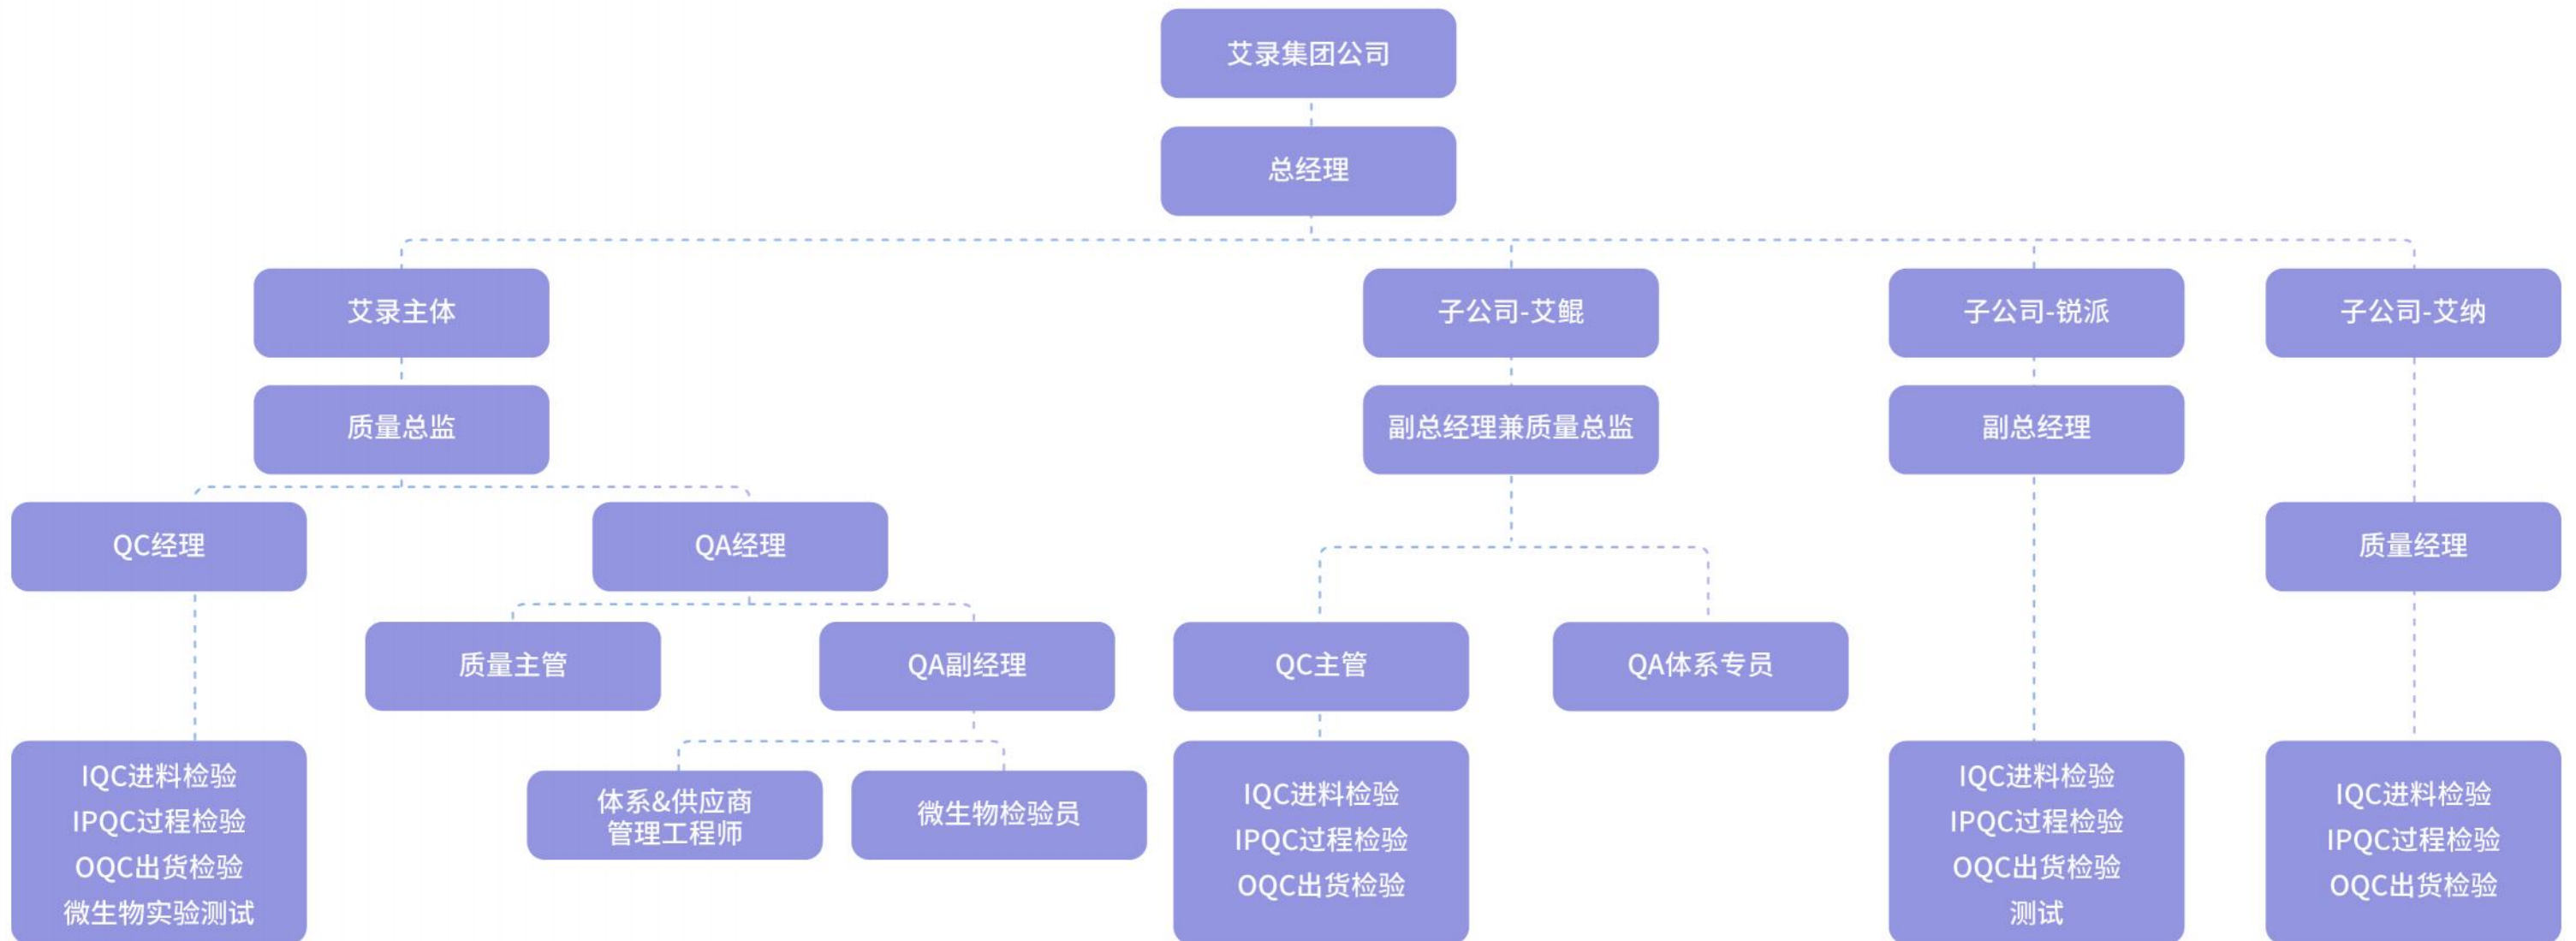 艾录集团公司
总经理
艾录主体
子公司-艾鲲
子公司-锐派
子公司-艾纳
质量总监
副总经理兼质量总监
副总经理
QC经理
QA经理
质量经理
质量主管
QA副经理
QC主管
QA体系专员
IQC进料检验
IPQC过程检验
OQC出货检验
微生物实验测试
体系&供应商
管理工程师
微生物检验员
IQC进料检验
IPQC过程检验
OQC出货检验
IQC进料检验
IPQC过程检验
OQC出货检验
测试
IQC进料检验
IPQC过程检验
OQC出货检验